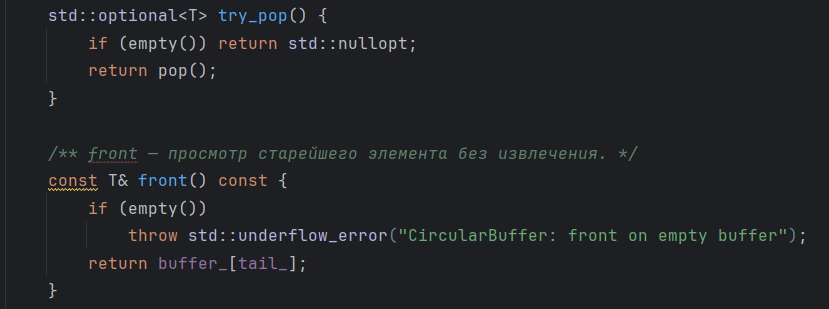 std::optional<T> try_pop() {
if (empty()) return std::nullopt;
return pop();
}
/** front — просмотр старейшего элемента без извлечения. */
const T& front() const {
if (empty())
throw std::underflow_error("CircularBuffer: front on empty buffer");
return buffer_[tail_];
}